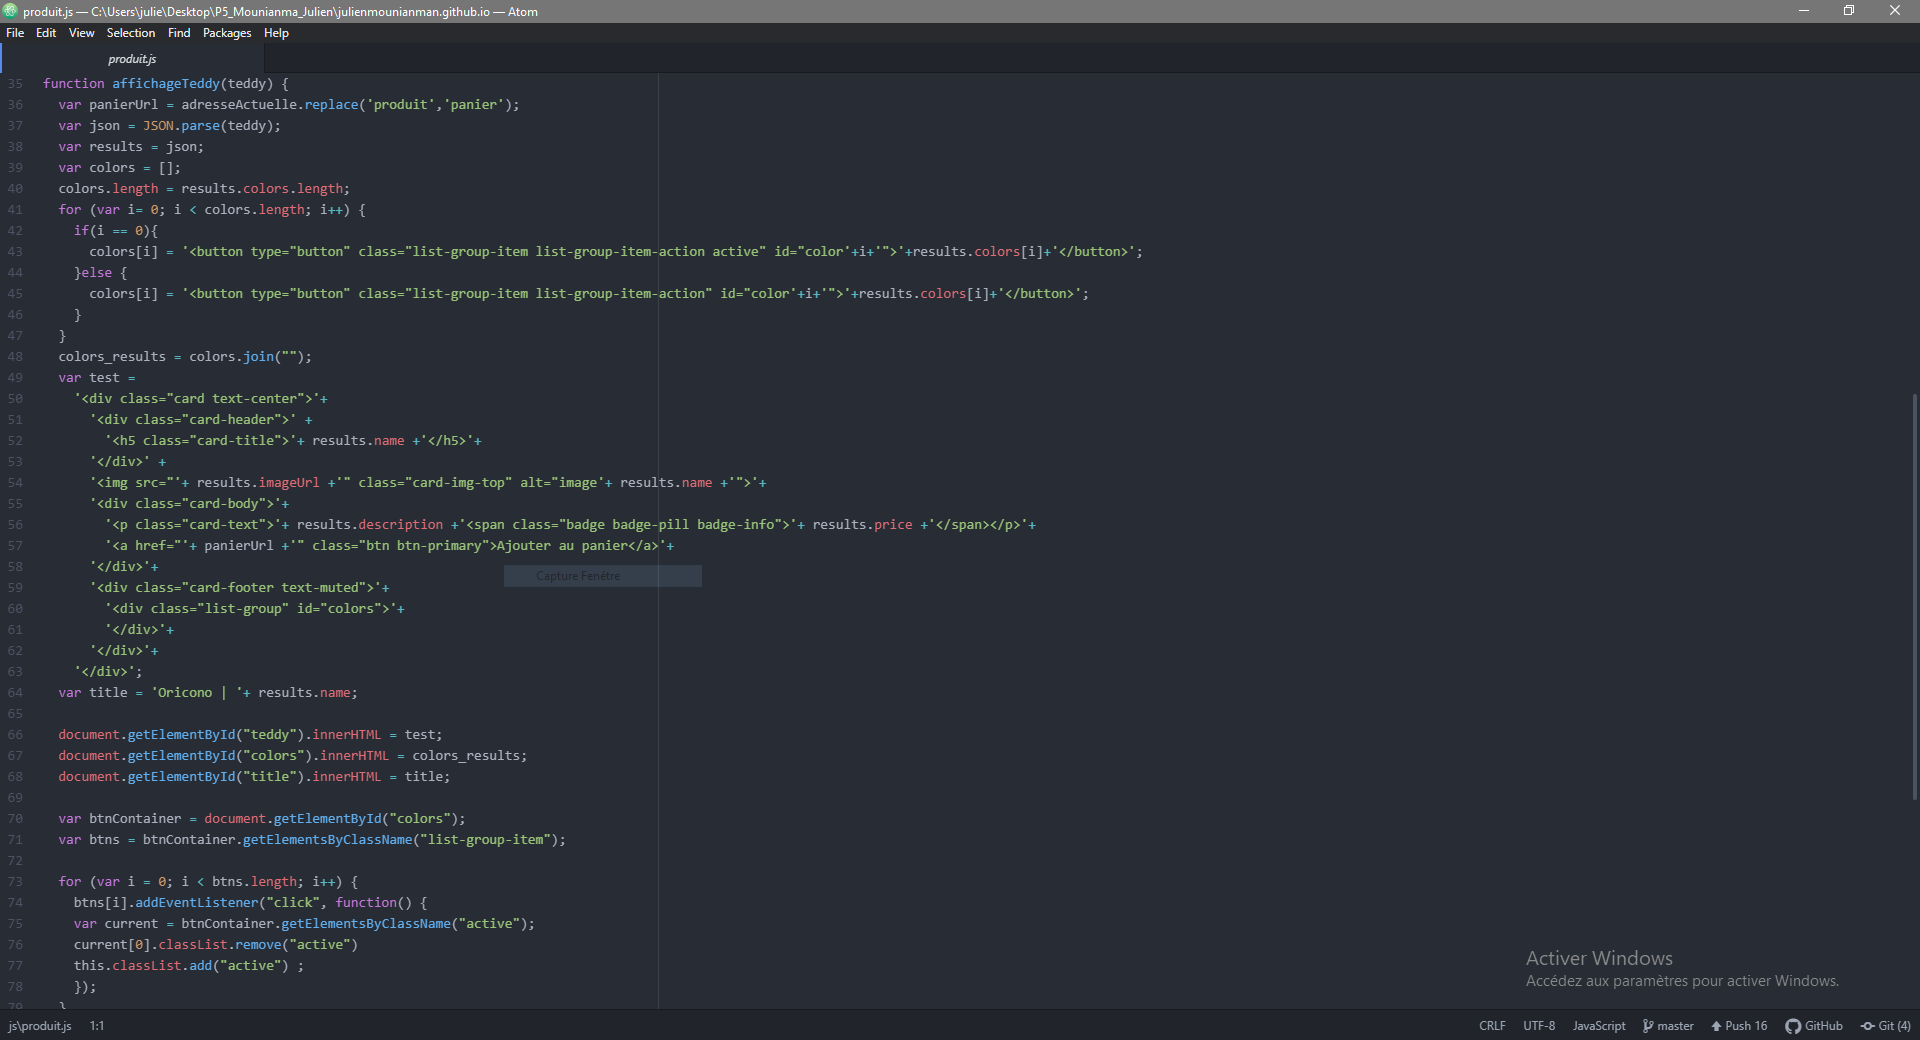 produit.js — C:\Users\julie\Desktop\P5_Mounianma_Julien\julienmounianman.github.io — Atom
File Edit View Selection Find Packages Help
produit.js
35 function affichageTeddy(teddy) {
36 var panierUrl = adresseActuelle.replace('produit','panier');
37 var json = JSON.parse(teddy);
38 var results = json;
39 var colors = [];
40 colors.length = results.colors.length;
41 for (var i= 0; i < colors.length; i++) {
42 if(i == 0){
43 colors[i] = '<button type="button" class="list-group-item list-group-item-action active" id="color'+i+'">'+results.colors[i]+'</button>';
44 }else {
45 colors[i] = '<button type="button" class="list-group-item list-group-item-action" id="color'+i+'">'+results.colors[i]+'</button>';
46 }
47 }
48 colors_results = colors.join("");
49 var test =
50 '<div class="card text-center">'+
51 '<div class="card-header">' +
52 '<h5 class="card-title">'+ results.name +'</h5>'+
53 '</div>' +
54 '<img src="'+ results.imageUrl +'" class="card-img-top" alt="image'+ results.name +'">'+
55 '<div class="card-body">'+
56 '<p class="card-text">'+ results.description +'<span class="badge badge-pill badge-info">'+ results.price +'</span></p>'+
57 '<a href="'+ panierUrl +'" class="btn btn-primary">Ajouter au panier</a>'+
58 '</div>'+
Capture Fenêtre
59 '<div class="card-footer text-muted">'+
60 '<div class="list-group" id="colors">'+
61 '</div>'+
62 '</div>'+
63 '</div>';
64 var title = 'Oricono | '+ results.name;
65
66 document.getElementById("teddy").innerHTML = test;
67 document.getElementById("colors").innerHTML = colors_results;
68 document.getElementById("title").innerHTML = title;
69
70 var btnContainer = document.getElementById("colors");
71 var btns = btnContainer.getElementsByClassName("list-group-item");
72
73 for (var i = 0; i < btns.length; i++) {
74 btns[i].addEventListener("click", function() {
75 var current = btnContainer.getElementsByClassName("active");
76 current[0].classList.remove("active")
77 this.classList.add("active") ;
78 });
79 }
Activer Windows
Accédez aux paramètres pour activer Windows.
js\produit.js 1:1 CRLF UTF-8 JavaScript master Push 16 GitHub Git (4)